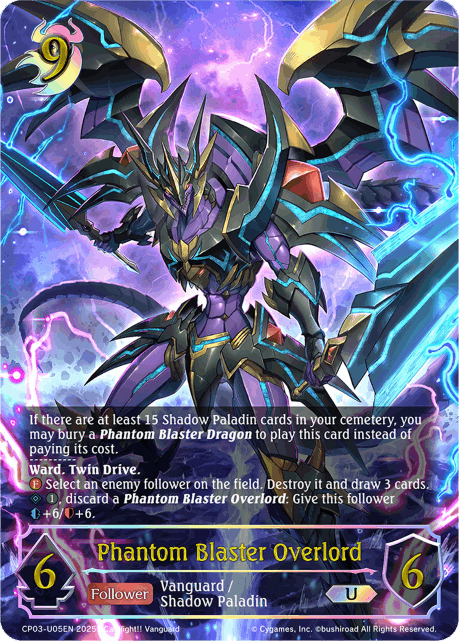 9
If there are at least 15 Shadow Paladin cards in your cemetery, you
may bury a Phantom Blaster Dragon to play this card instead of
paying its cost.
Ward. Twin Drive.
Select an enemy follower on the field. Destroy it and draw 3 cards.
1, discard a Phantom Blaster Overlord: Give this follower
+6/+6.
Phantom Blaster Overlord
6
Follower
Vanguard /
Shadow Paladin
U
6
CP03-U05EN 2025 Cardfight!! Vanguard
© Cygames, Inc. ©bushiroad All Rights Reserved.